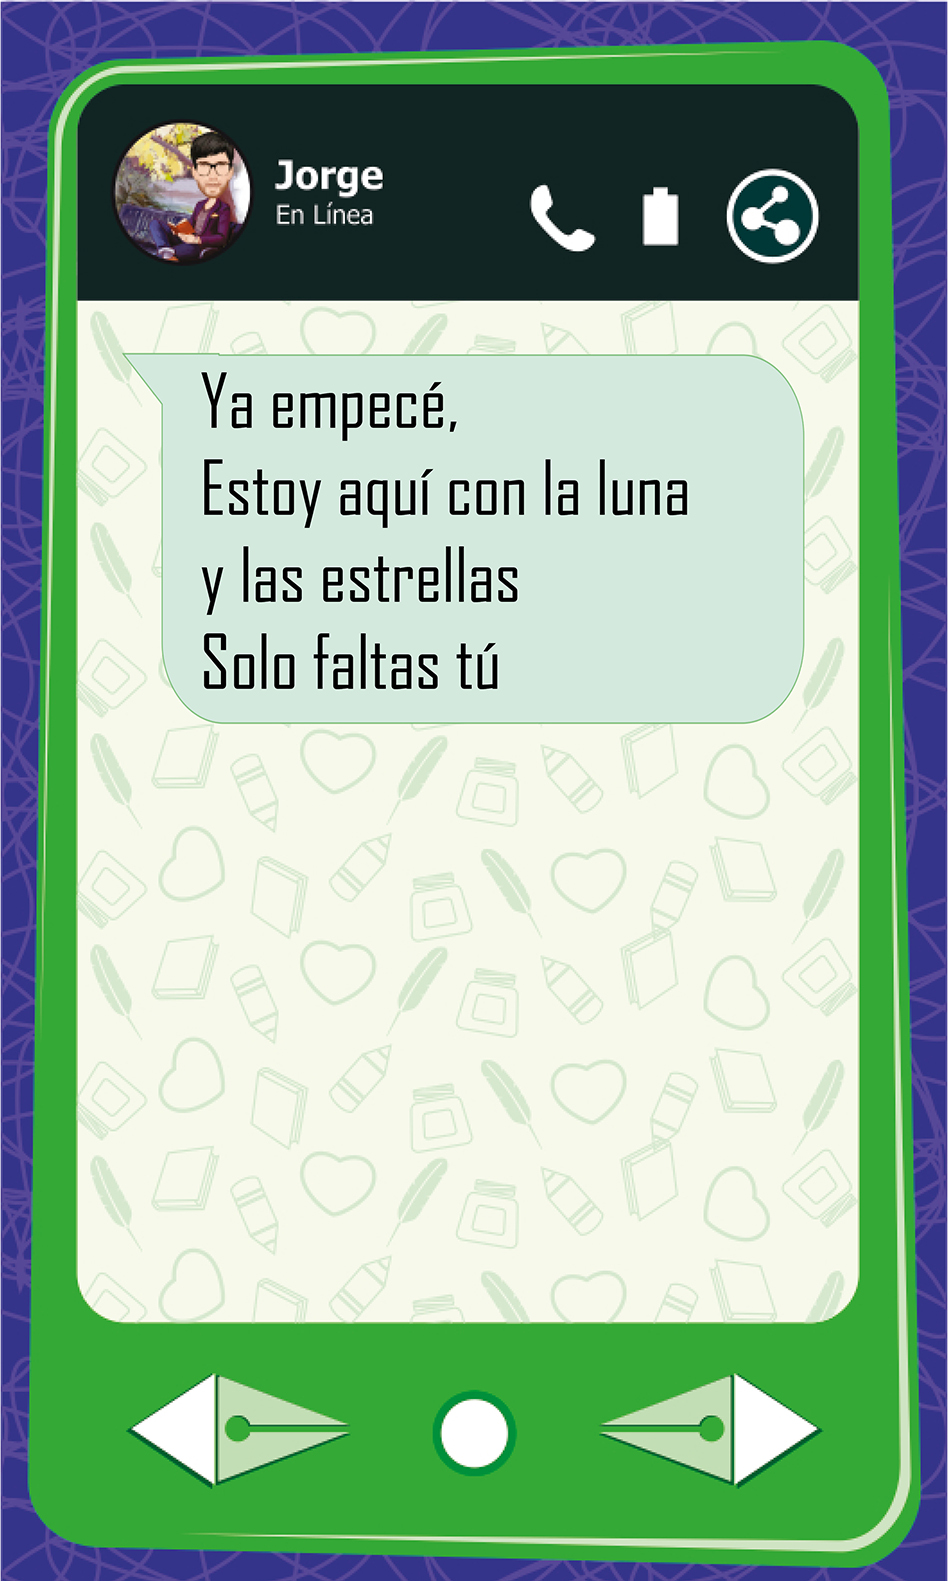 Jorge
En Línea
Ya empecé,
Estoy aquí con la luna
y las estrellas
Solo faltas tú